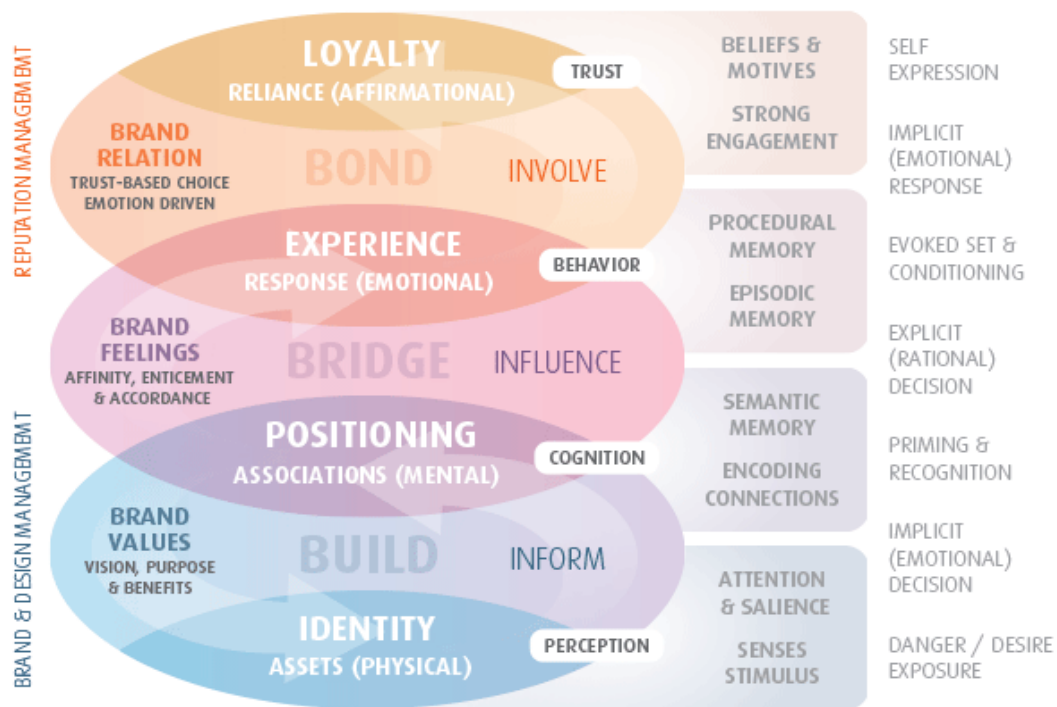 REPUTATION MANAGEMEMT
BRAND & DESIGN MANAGEMEMT
LOYALTY
RELIANCE (AFFIRMATIONAL)
TRUST
BRAND
RELATION
TRUST-BASED CHOICE
EMOTION DRIVEN
BOND
INVOLVE
EXPERIENCE
RESPONSE (EMOTIONAL)
BEHAVIOR
BRAND
FEELINGS
AFFINITY, ENTICEMENT
& ACCORDANCE
BRIDGE
INFLUENCE
POSITIONING
ASSOCIATIONS (MENTAL)
COGNITION
BRAND
VALUES
VISION, PURPOSE
& BENEFITS
BUILD
INFORM
IDENTITY
ASSETS (PHYSICAL)
PERCEPTION
BELIEFS &
MOTIVES
STRONG
ENGAGEMENT
PROCEDURAL
MEMORY
EPISODIC
MEMORY
SEMANTIC
MEMORY
ENCODING
CONNECTIONS
ATTENTION
& SALIENCE
SENSES
STIMULUS
SELF
EXPRESSION
IMPLICIT
(EMOTIONAL)
RESPONSE
EVOKED SET &
CONDITIONING
EXPLICIT
(RATIONAL)
DECISION
PRIMING &
RECOGNITION
IMPLICIT
(EMOTIONAL)
DECISION
DANGER / DESIRE
EXPOSURE